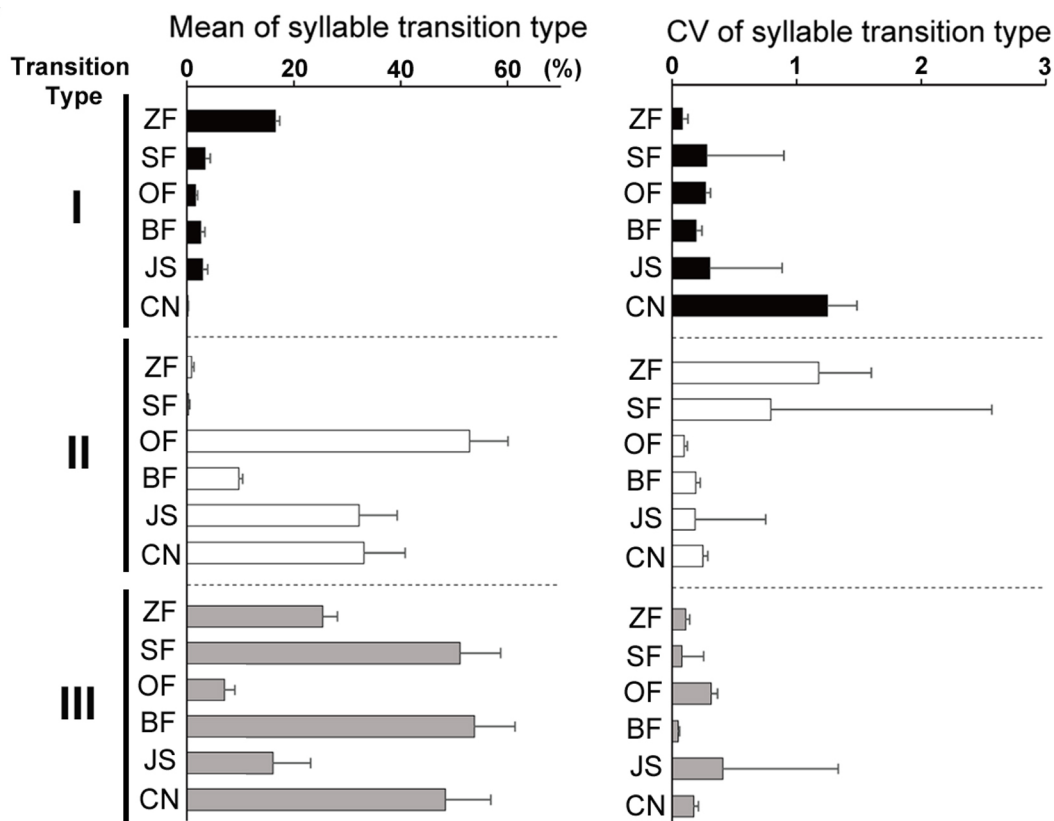 Mean of syllable transition type
CV of syllable transition type
Transition Type
0 20 40 60 (%)
0 1 2 3
I
ZF
SF
OF
BF
JS
CN
ZF
SF
OF
BF
JS
CN
II
ZF
SF
OF
BF
JS
CN
ZF
SF
OF
BF
JS
CN
III
ZF
SF
OF
BF
JS
CN
ZF
SF
OF
BF
JS
CN